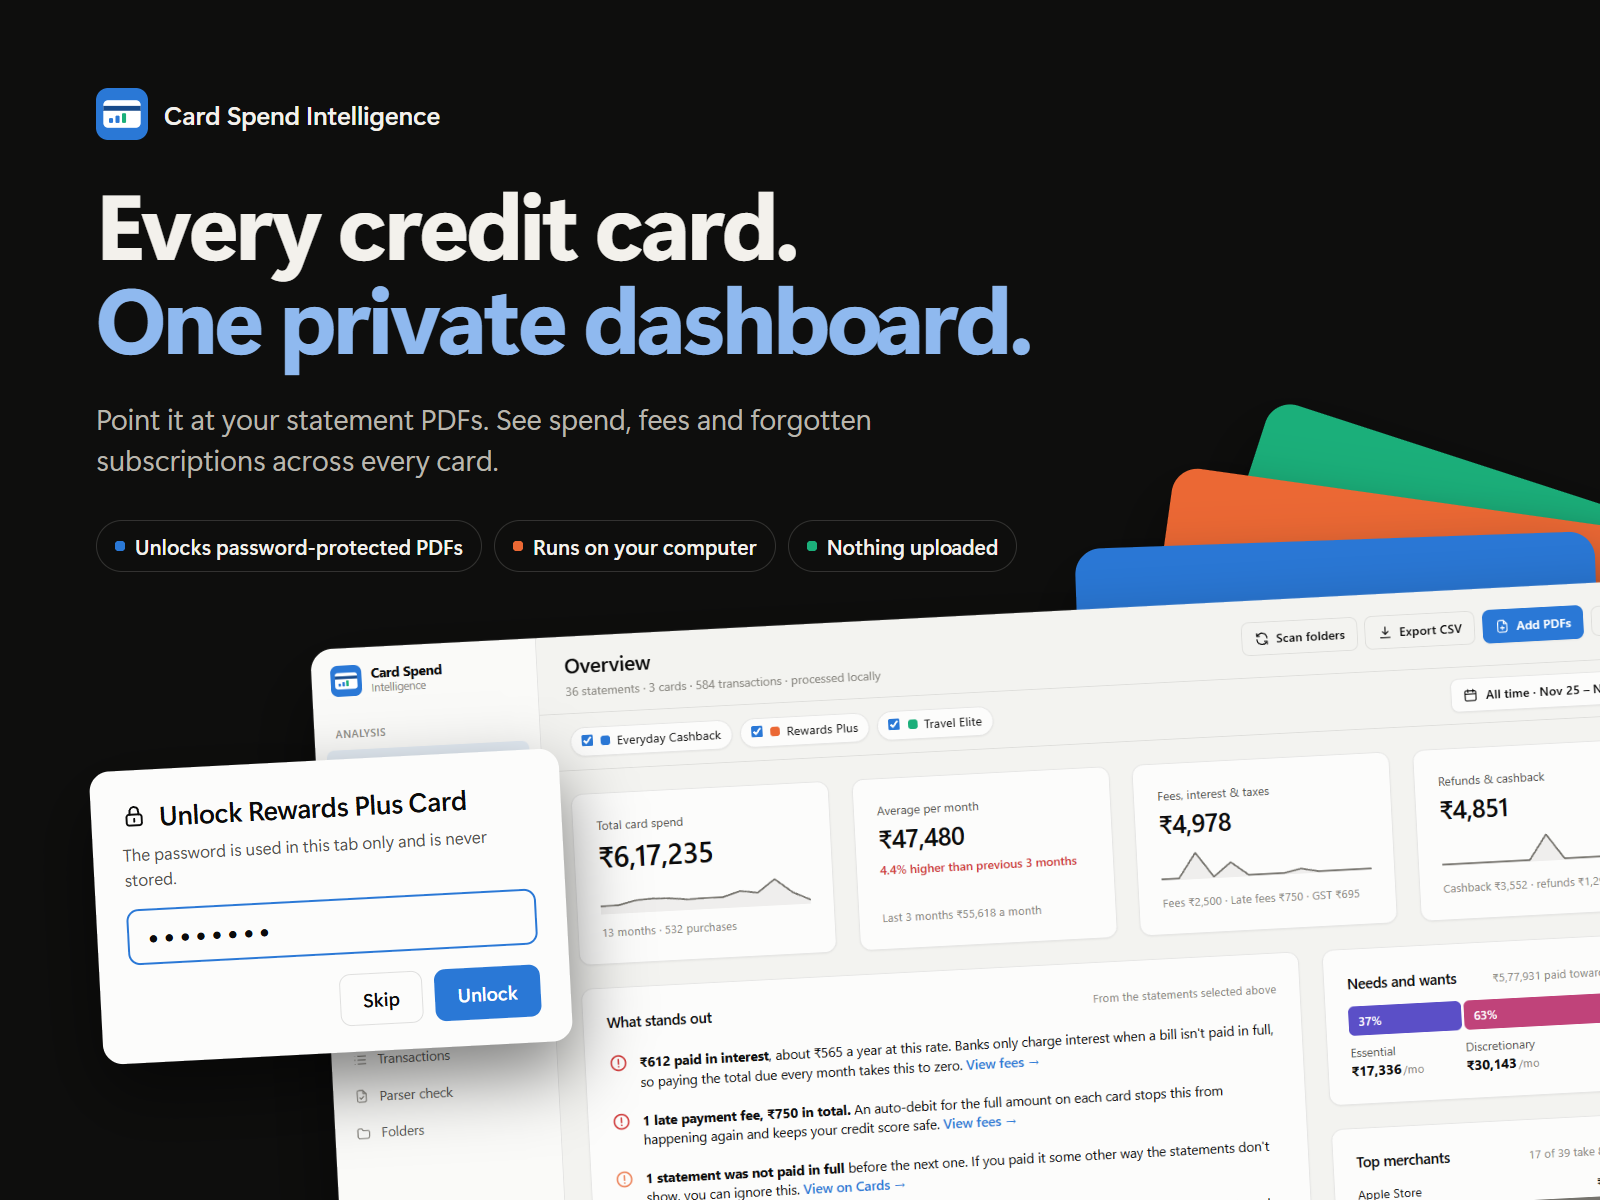 Card Spend Intelligence
Every credit card.
One private dashboard.
Point it at your statement PDFs. See spend, fees and forgotten
subscriptions across every card.
Unlocks password-protected PDFs
Runs on your computer
Nothing uploaded
Card Spend
Intelligence
ANALYSIS
Overview
36 statements · 3 cards · 584 transactions · processed locally
Scan folders
Export CSV
Add PDFs
All time · Nov 25 –
Everyday Cashback
Rewards Plus
Travel Elite
Unlock Rewards Plus Card
The password is used in this tab only and is never
stored.
Skip
Unlock
Transactions
Parser check
Folders
Total card spend
₹6,17,235
13 months · 532 purchases
Average per month
₹47,480
4.4% higher than previous 3 months
Last 3 months ₹55,618 a month
Fees, interest & taxes
₹4,978
Fees ₹2,500 · Late fees ₹750 · GST ₹695
Refunds & cashback
₹4,851
Cashback ₹3,552 · refunds
What stands out
From the statements selected above
₹612 paid in interest, about ₹565 a year at this rate. Banks only charge interest when a bill isn't paid in full,
so paying the total due every month takes this to zero. View fees →
1 late payment fee, ₹750 in total. An auto-debit for the full amount on each card stops this from
happening again and keeps your credit score safe. View fees →
1 statement was not paid in full before the next one. If you paid it some other way the statements don't
show, you can ignore this. View on Cards →
Needs and wants
₹5,77,931 paid
37%
63%
Essential
₹17,336 /mo
Discretionary
₹30,143 /mo
Top merchants
17 of 39 take
Apple Store